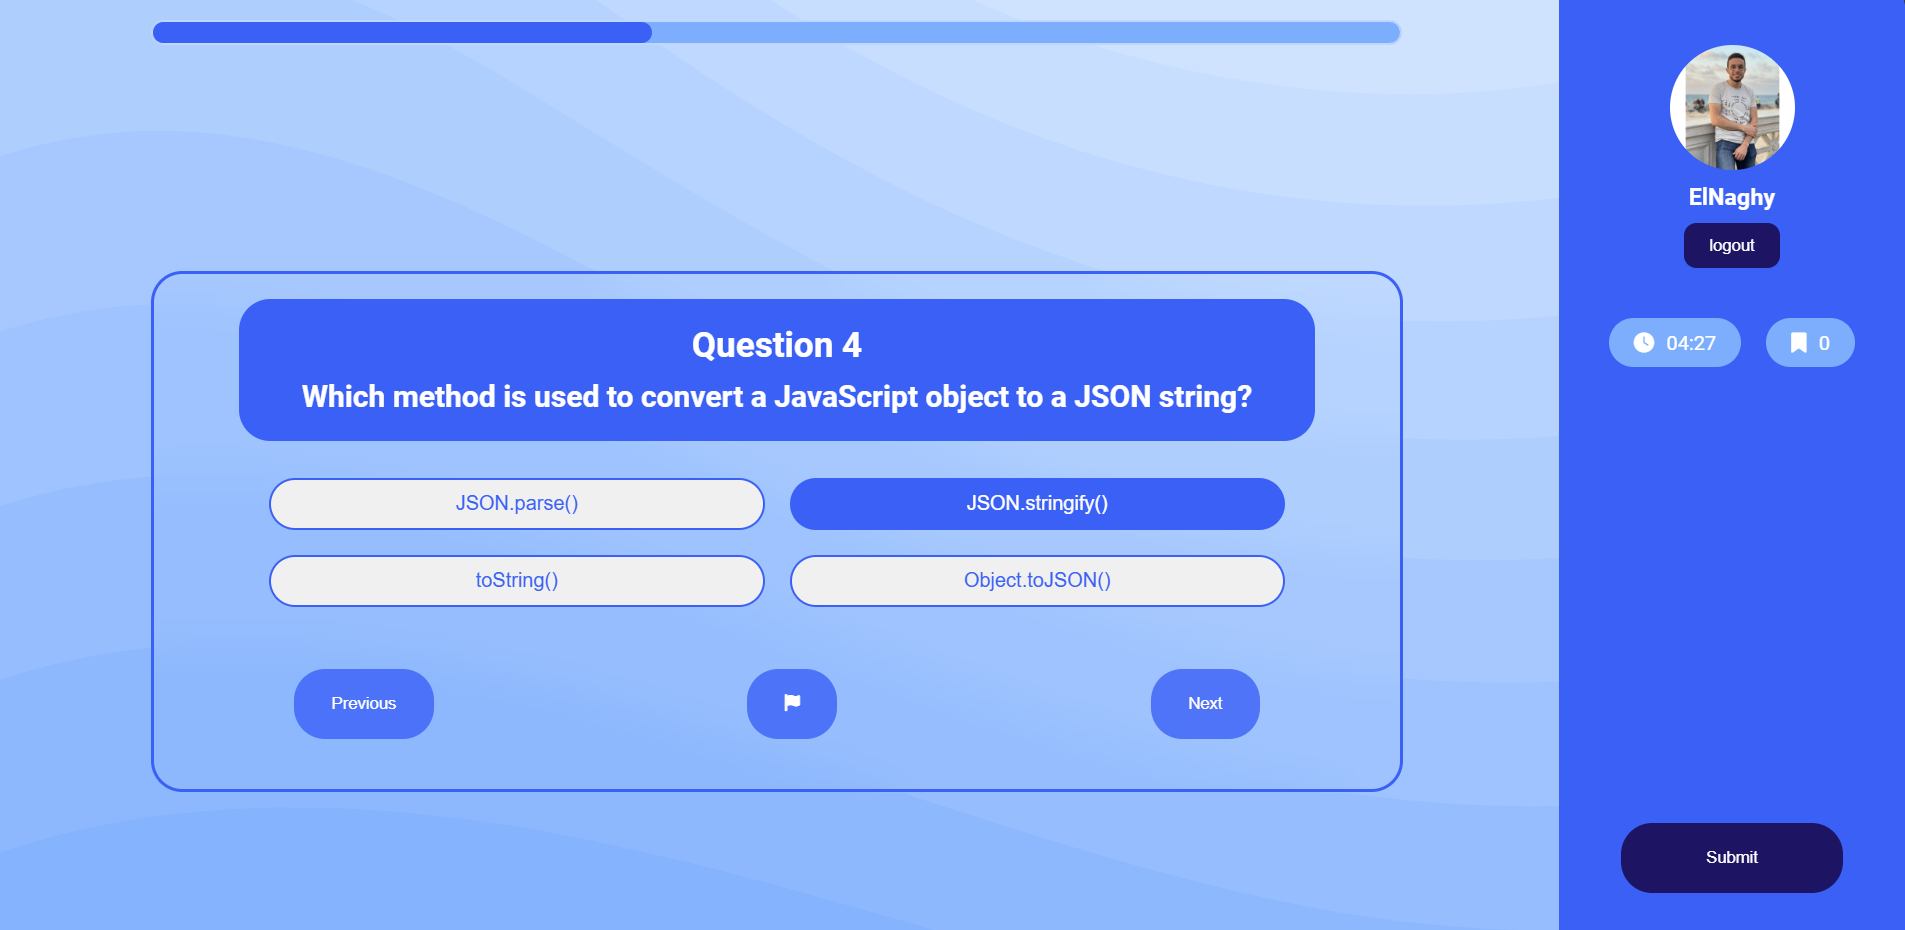 Question 4
Which method is used to convert a JavaScript object to a JSON string?
JSON.parse()
JSON.stringify()
toString()
Object.toJSON()
Previous
Next
ElNaghy
logout
04:27
0
Submit